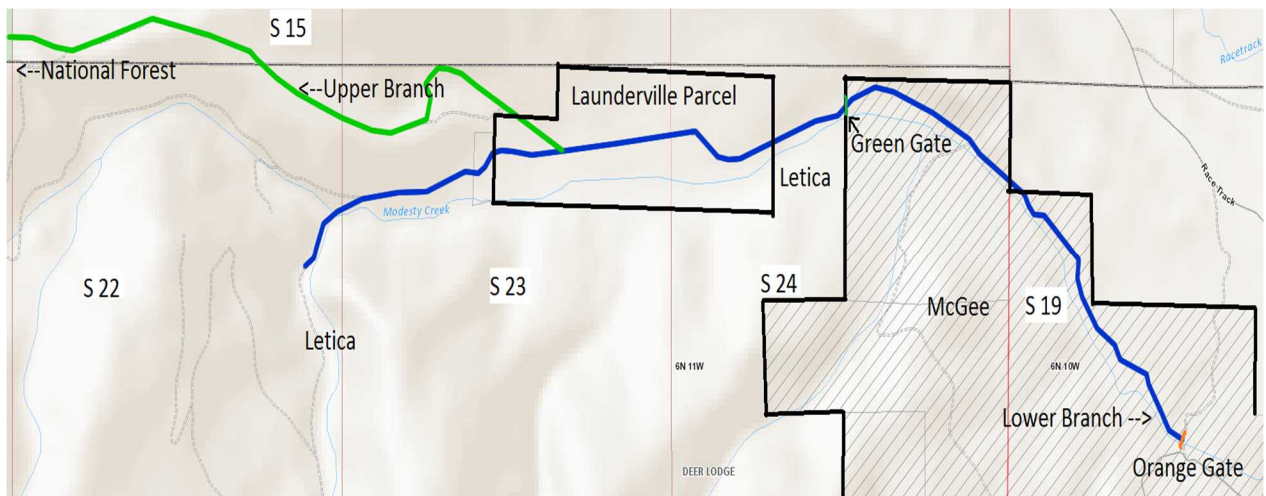 S 15
Racetrack
<--National Forest
<--Upper Branch
Launderville Parcel
Green Gate
Race Track
Letica
Modesty Creek
S 22
S 23
S 24
McGee
S 19
Letica
6N 11W
6N 10W
Lower Branch -->
DEER LODGE
Orange Gate